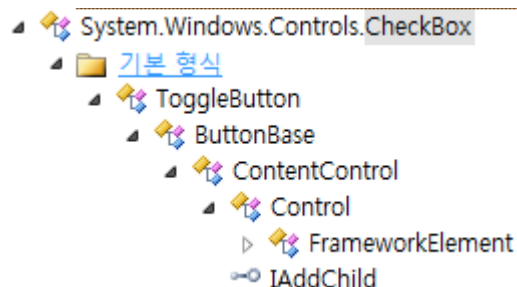 System.Windows.Controls.CheckBox
기본 형식
ToggleButton
ButtonBase
ContentControl
Control
FrameworkElement
IAddChild